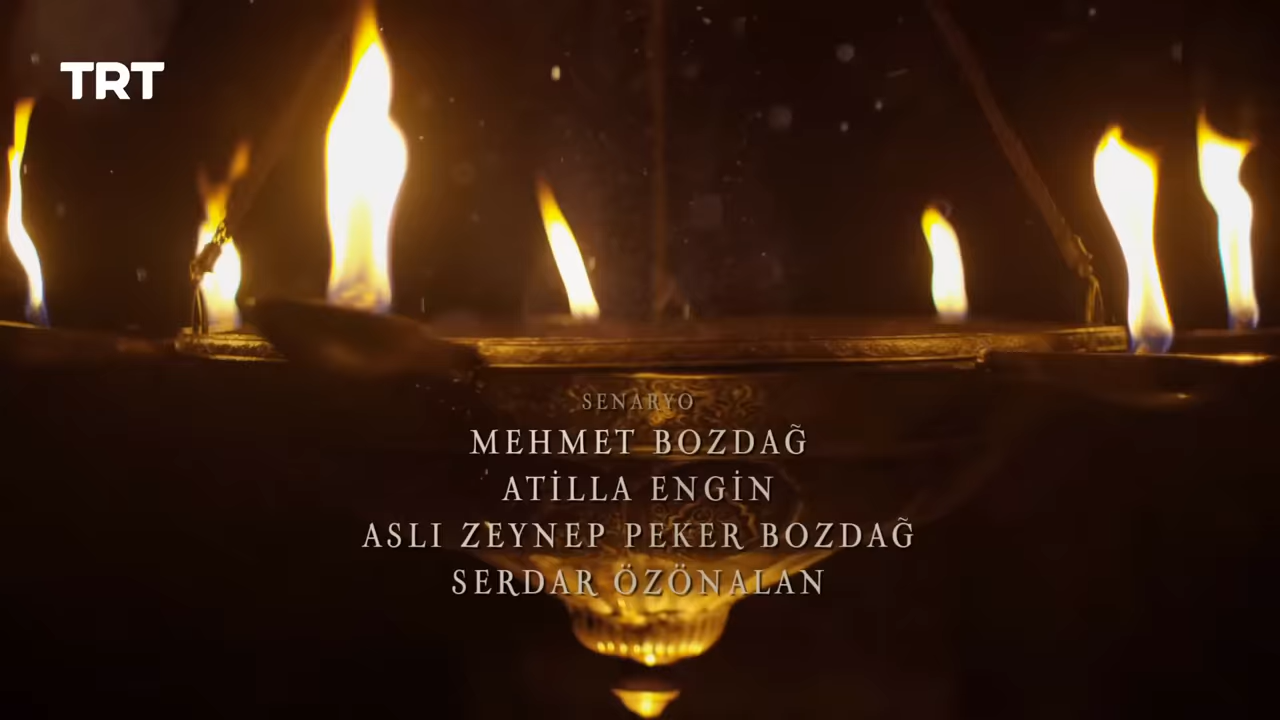 TRT
SENARYO
MEHMET BOZDAĞ
ATİLLA ENGİN
ASLI ZEYNEP PEKER BOZDAĞ
SERDAR ÖZÖNALAN